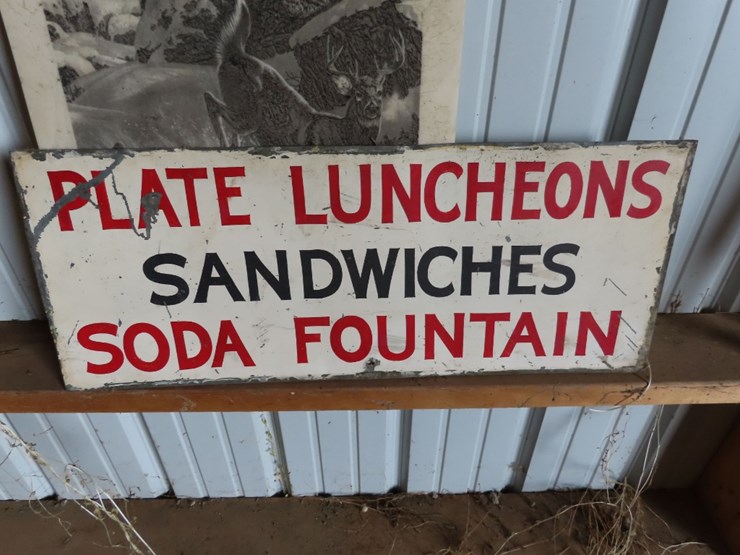 PLATE LUNCHEONS
SANDWICHES
SODA FOUNTAIN